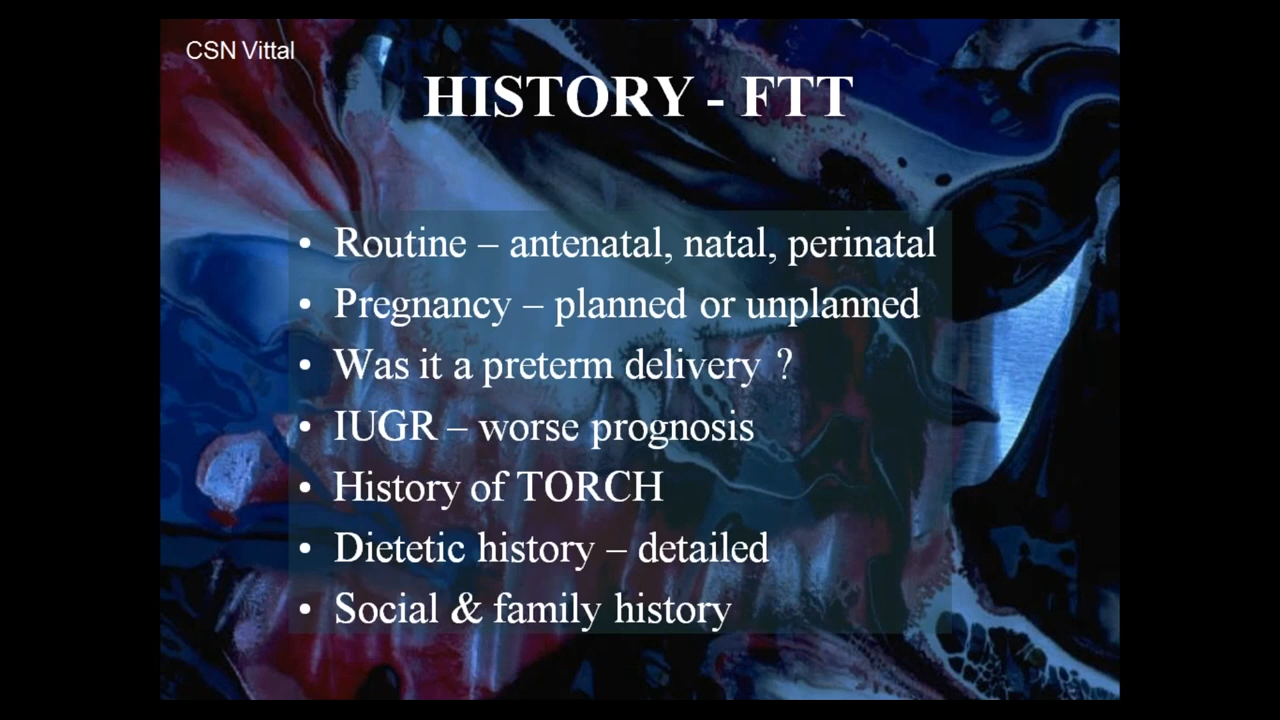 CSN Vittal
HISTORY - FTT
• Routine – antenatal, natal, perinatal
• Pregnancy – planned or unplanned
• Was it a preterm delivery ?
• IUGR – worse prognosis
• History of TORCH
• Dietetic history – detailed
• Social & family history